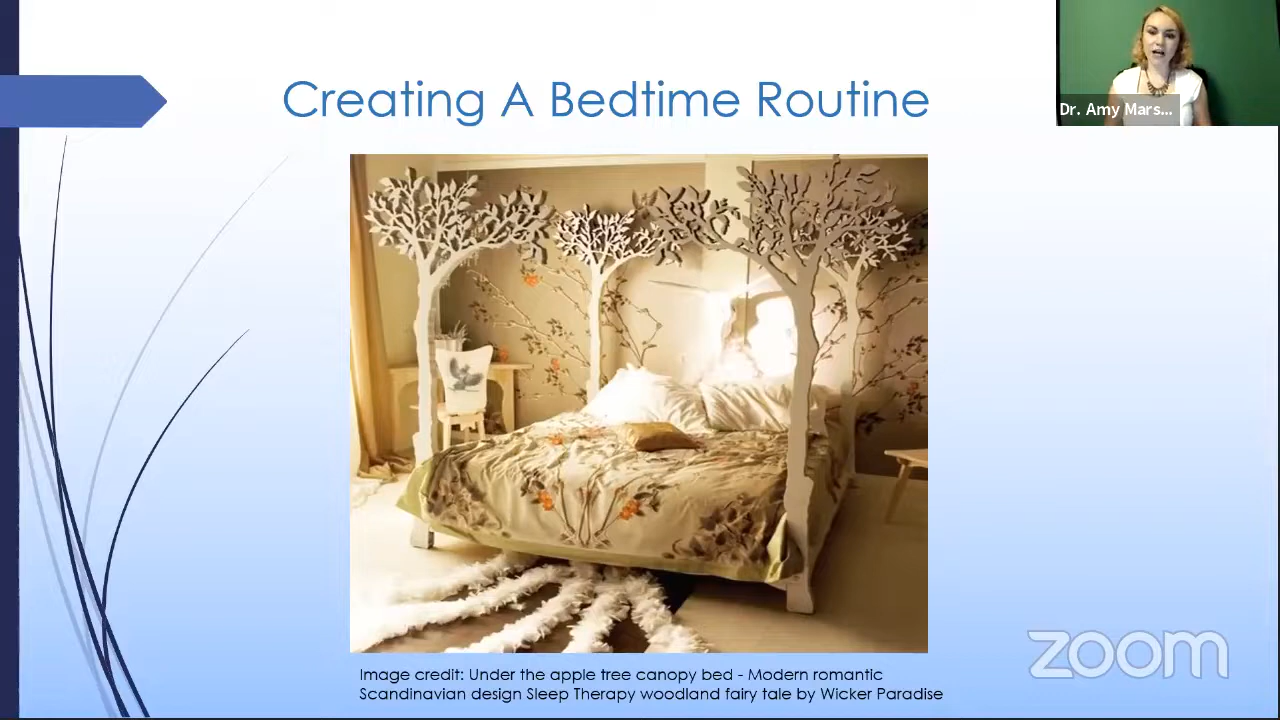 Creating A Bedtime Routine
Dr. Amy Mars...
Image credit: Under the apple tree canopy bed - Modern romantic
Scandinavian design Sleep Therapy woodland fairy tale by Wicker Paradise
zoom